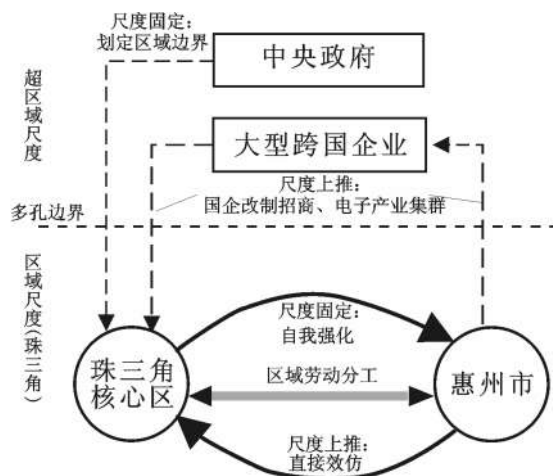 尺度固定：
划定区域边界
中央政府
超区域尺度
大型跨国企业
尺度上推：
国企改制招商、电子产业集群
多孔边界
区域尺度(珠三角)
尺度固定：
自我强化
珠三角
核心区
区域劳动分工
惠州市
尺度上推：
直接效仿